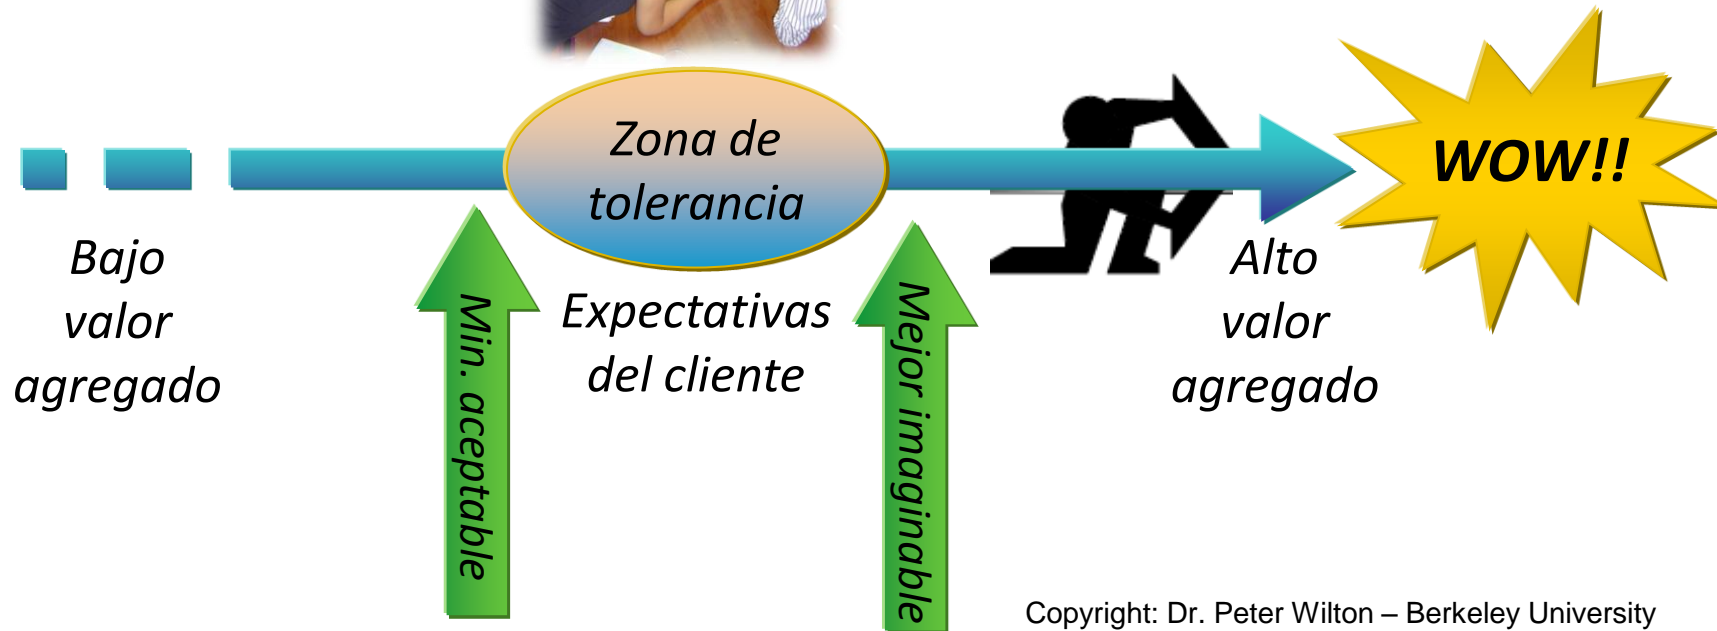 Zona de
tolerancia
WOW!!
Bajo
valor
agregado
Min. aceptable
Expectativas
del cliente
Mejor imaginable
Alto
valor
agregado
Copyright: Dr. Peter Wilton – Berkeley University